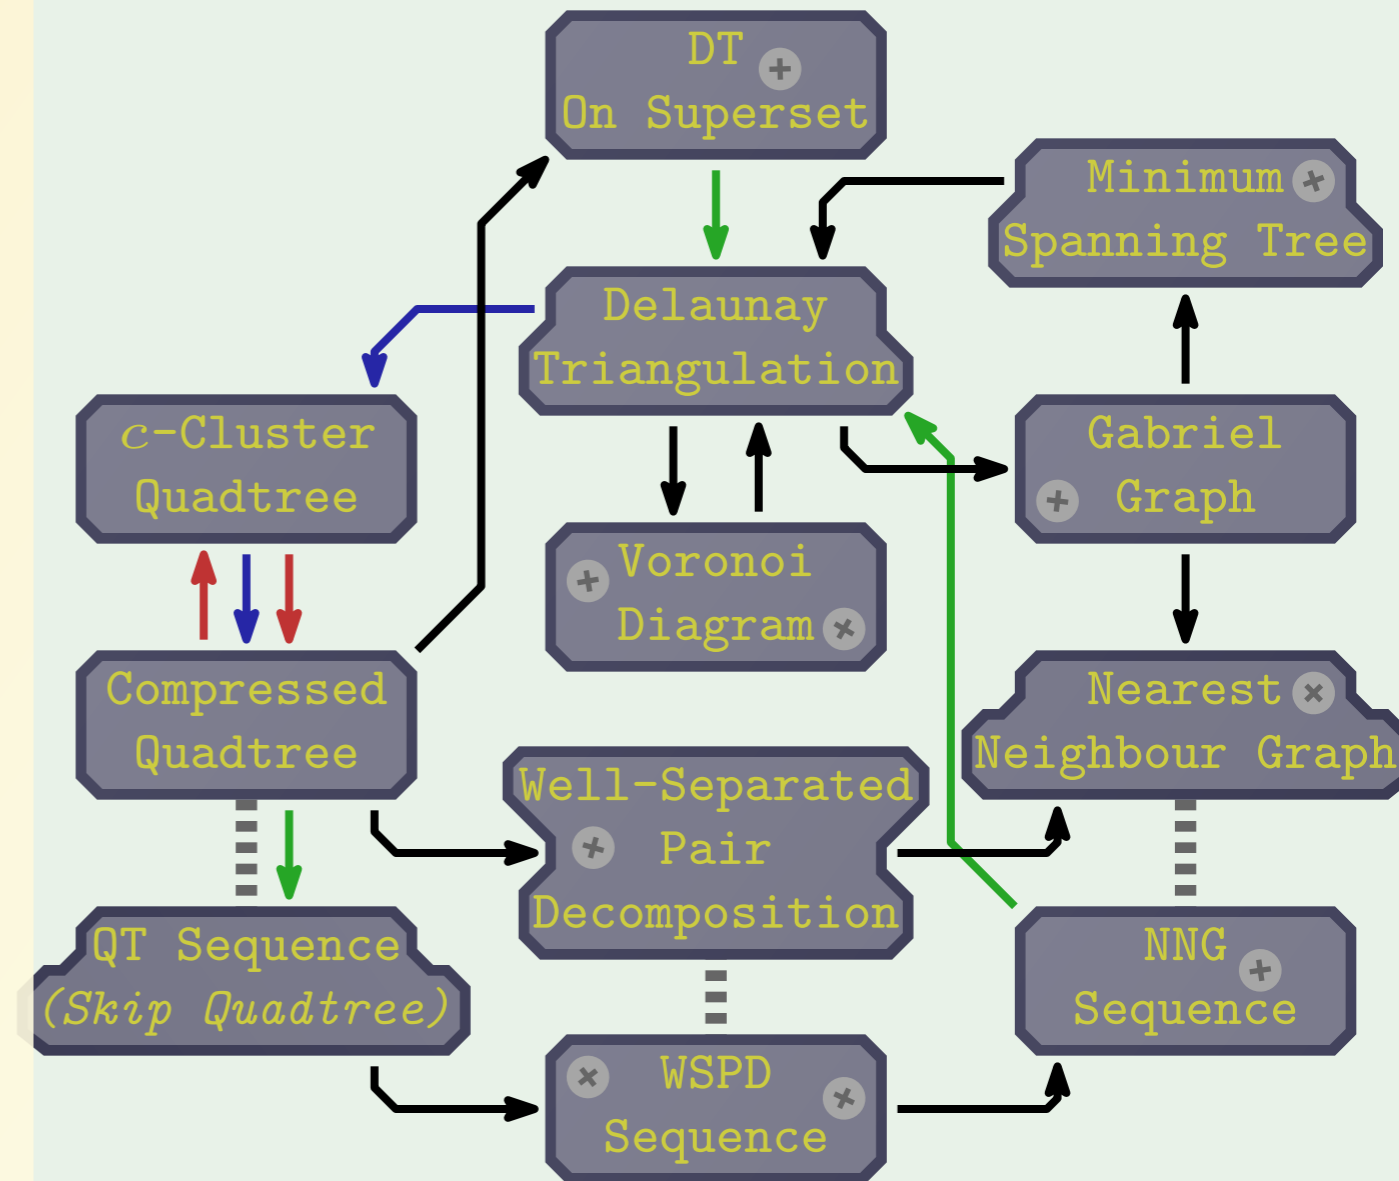 DT
On Superset
Minimum
Spanning Tree
Delaunay
Triangulation
c-Cluster
Quadtree
Gabriel
Graph
Voronoi
Diagram
Compressed
Quadtree
Nearest
Neighbour Graph
Well-Separated
Pair
Decomposition
QT Sequence
(Skip Quadtree)
NNG
Sequence
WSPD
Sequence